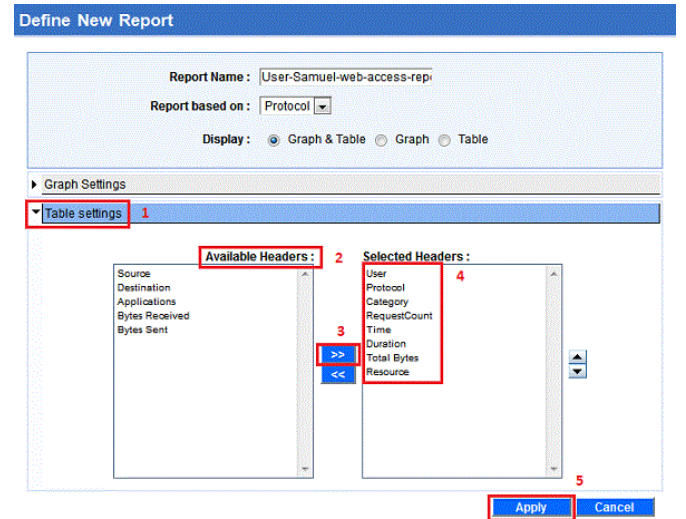 Define New Report
Report Name : User-Samuel-web-access-rep
Report based on : Protocol
Display : Graph & Table Graph Table
Graph Settings
Table settings 1
Available Headers : 2 Selected Headers :
Source
Destination
Applications
Bytes Received
Bytes Sent
3
>>
<<
User
Protocol
Category
RequestCount
Time
Duration
Total Bytes
Resource
4
5
Apply Cancel